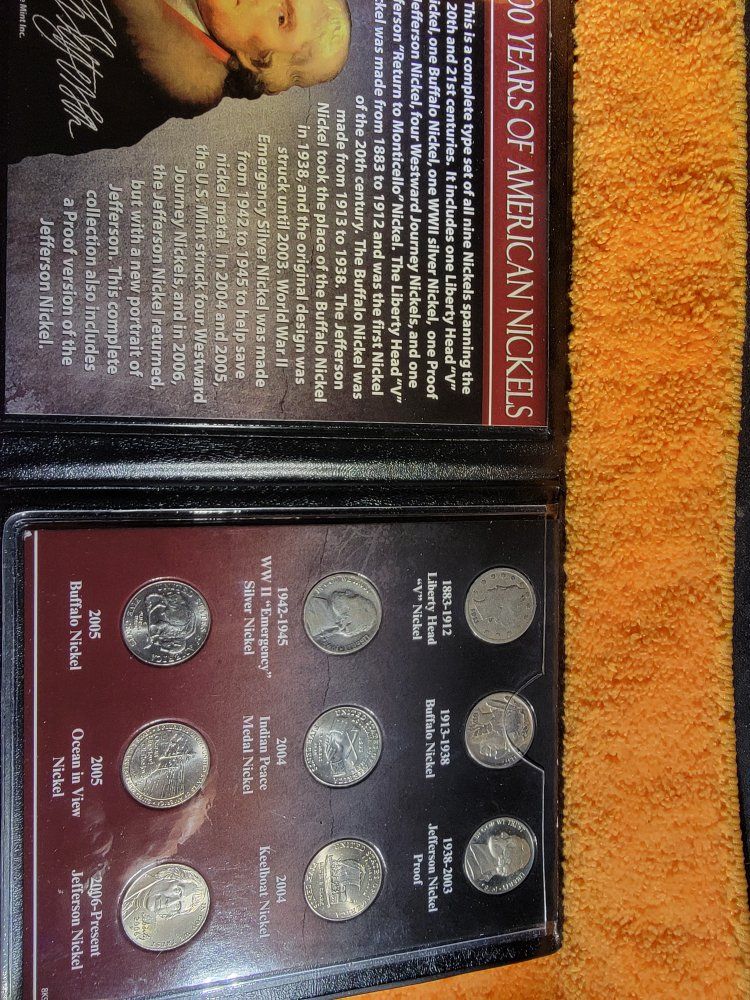 00 YEARS OF AMERICAN NICKELS
This is a complete type set of all nine Nickels spanning the
20th and 21st centuries. It includes one Liberty Head "V"
Nickel, one Buffalo Nickel, one WWII silver Nickel, one Proof
Jefferson Nickel, four Westward Journey Nickels, and one
fferson "Return to Monticello" Nickel. The Liberty Head "V"
ckel was made from 1883 to 1912 and was the first Nickel
of the 20th century. The Buffalo Nickel was
made from 1913 to 1938. The Jefferson
Nickel took the place of the Buffalo Nickel
in 1938, and the original design was
struck until 2003. World War II
Emergency Silver Nickel was made
from 1942 to 1945 to help save
nickel metal. In 2004 and 2005,
the U.S. Mint struck four Westward
Journey Nickels, and in 2006,
the Jefferson Nickel returned,
but with a new portrait of
Jefferson. This complete
collection also includes
a Proof version of the
Jefferson Nickel.
Mint Inc.
1883-1912
Liberty Head
"V" Nickel
1913-1938
Buffalo Nickel
1938-2003
Jefferson Nickel
Proof
1942-1945
WW II "Emergency"
Silver Nickel
2004
Indian Peace
Medal Nickel
2004
Keelboat Nickel
2005
Buffalo Nickel
2005
Ocean in View
Nickel
2006-Present
Jefferson Nickel
IN GOD WE TRUST